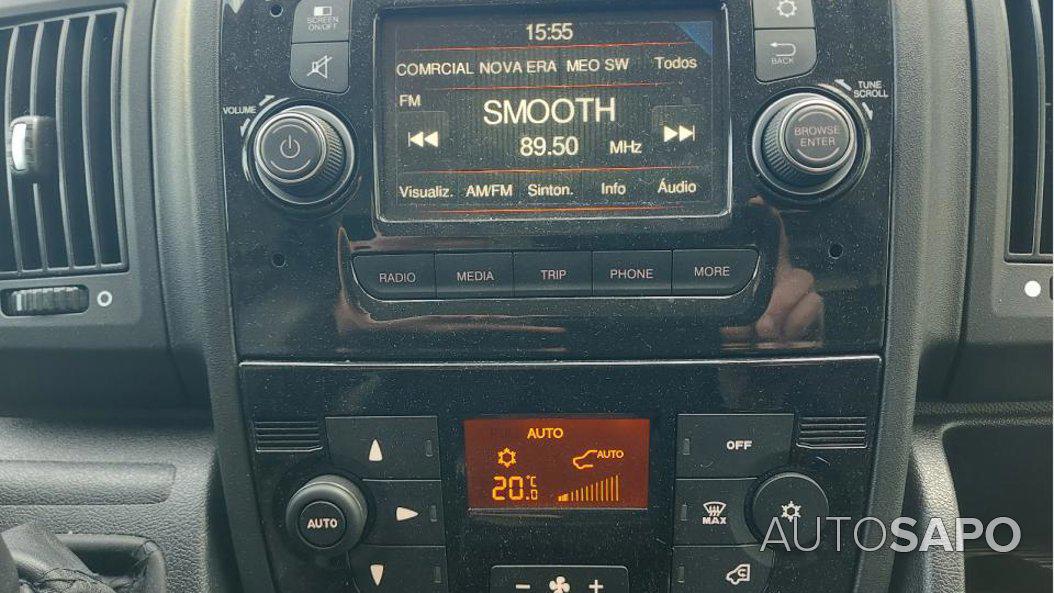 SCREEN
ON/OFF
15:55
BACK
COMRCIAL NOVA ERA MEO SW Todos
VOLUME
TUNE
SCROLL
FM
SMOOTH
89.50 MHz
BROWSE
ENTER
Visualiz. AM/FM Sinton. Info Áudio
RADIO MEDIA TRIP PHONE MORE
AUTO
OFF
AUTO
20.0 °C
MAX
AUTO
AUTOSAPO